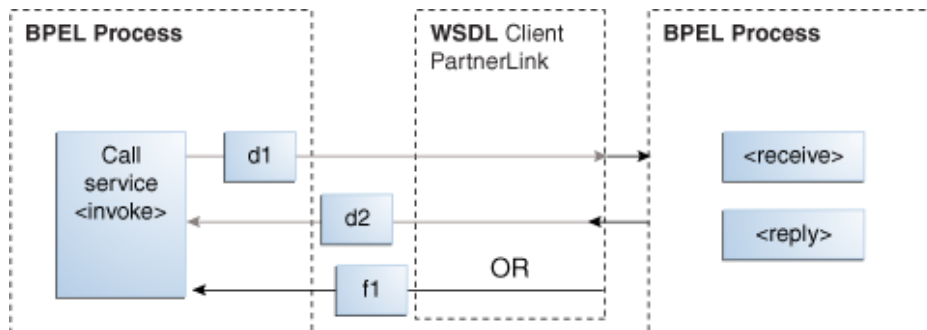 BPEL Process
WSDL Client
PartnerLink
BPEL Process
Call
service
<invoke>
d1
<receive>
d2
<reply>
OR
f1